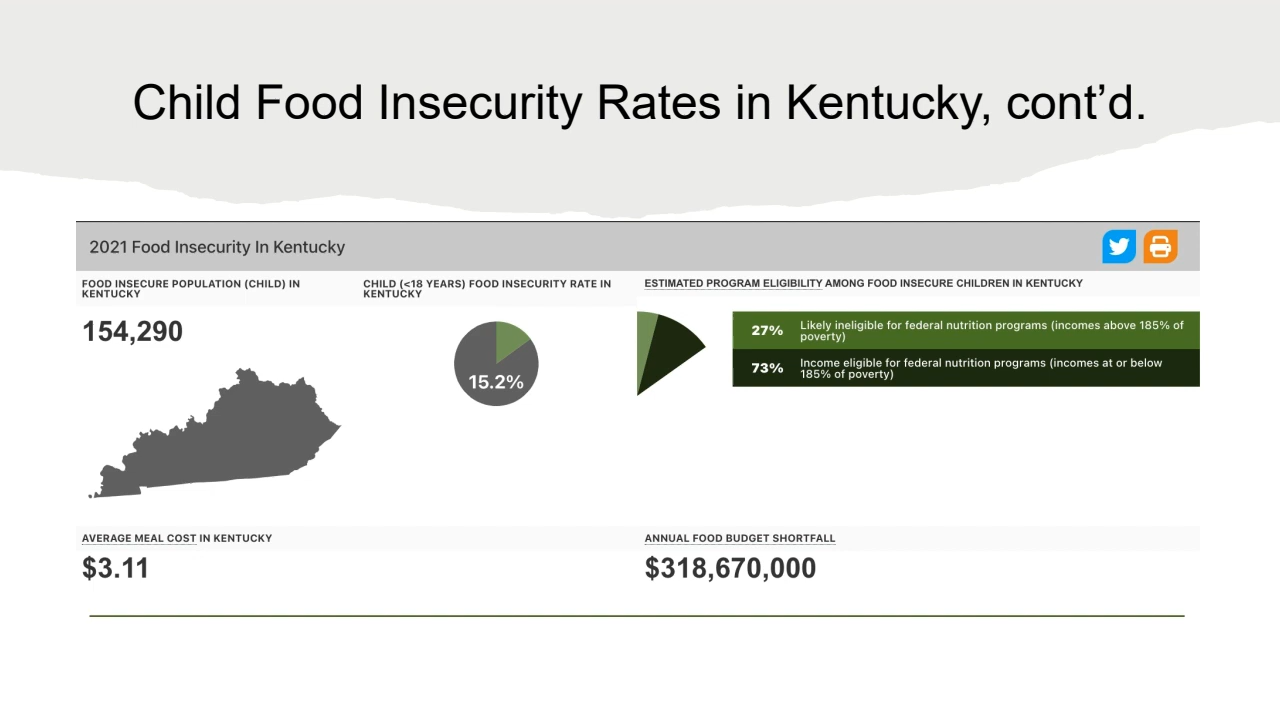 Child Food Insecurity Rates in Kentucky, cont’d.
2021 Food Insecurity In Kentucky
FOOD INSECURE POPULATION (CHILD) IN
KENTUCKY
154,290
CHILD (<18 YEARS) FOOD INSECURITY RATE IN
KENTUCKY
15.2%
ESTIMATED PROGRAM ELIGIBILITY AMONG FOOD INSECURE CHILDREN IN KENTUCKY
27% Likely ineligible for federal nutrition programs (incomes above 185% of
poverty)
73% Income eligible for federal nutrition programs (incomes at or below
185% of poverty)
AVERAGE MEAL COST IN KENTUCKY
$3.11
ANNUAL FOOD BUDGET SHORTFALL
$318,670,000